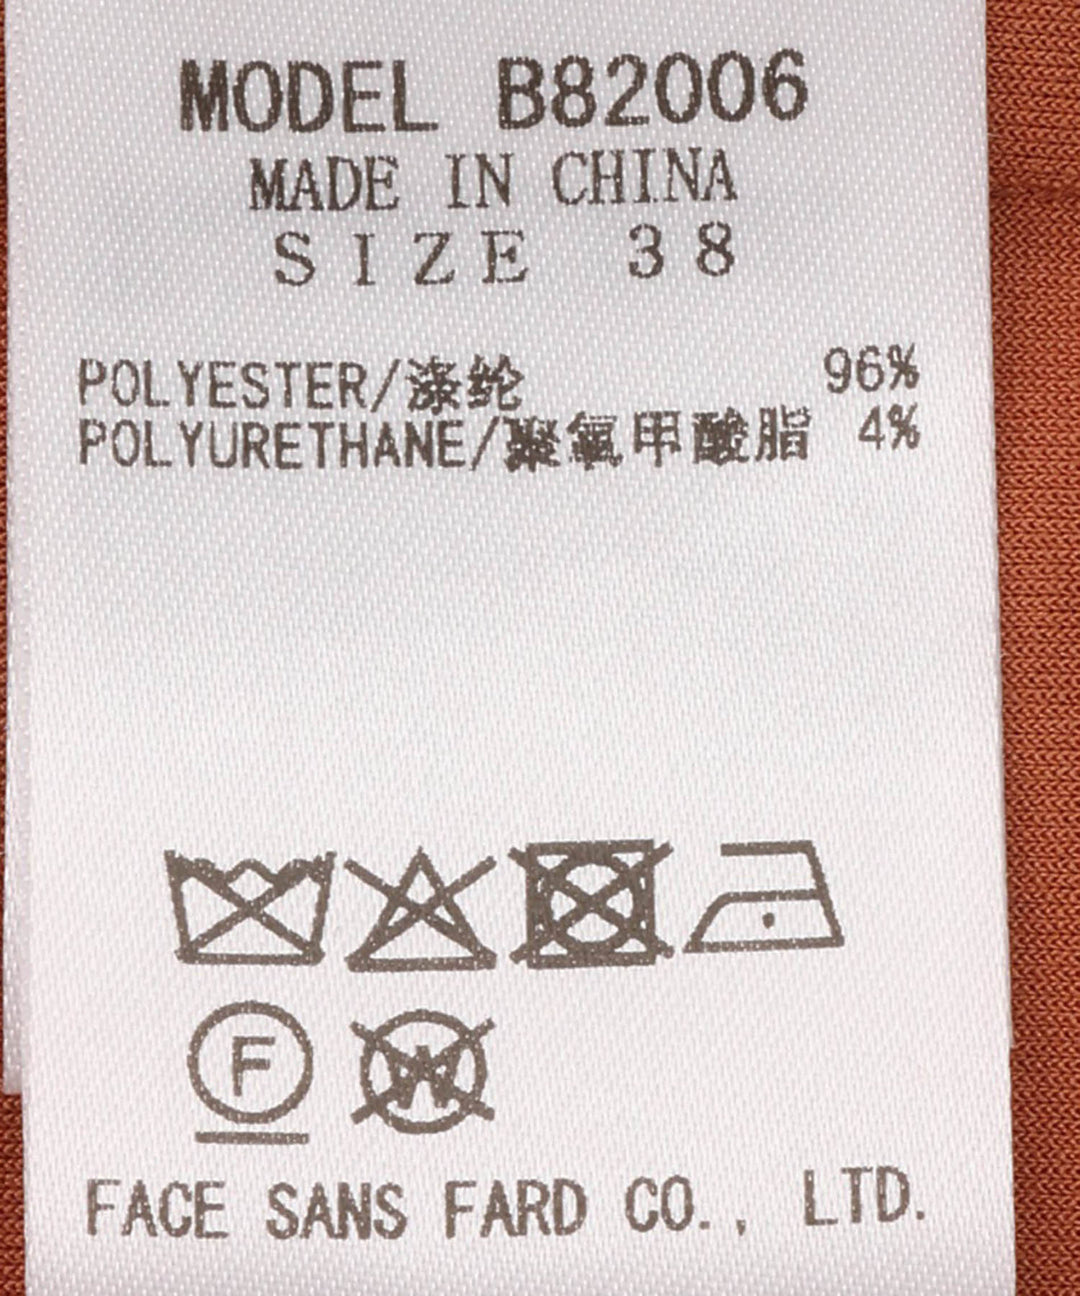 MODEL B82006
MADE IN CHINA
SIZE 38
POLYESTER/涤纶 96%
POLYURETHANE/聚氨甲酸脂 4%
F
W
FACE SANS FARD CO., LTD.